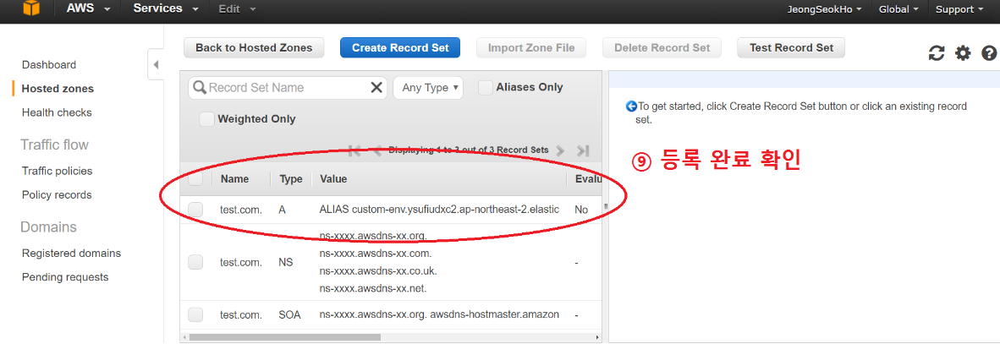 AWS Services Edit JeongSeokHo Global Support
Back to Hosted Zones Create Record Set Import Zone File Delete Record Set Test Record Set
Dashboard
Hosted zones
Health checks
Traffic flow
Traffic policies
Policy records
Domains
Registered domains
Pending requests
Record Set Name Any Type Aliases Only
Weighted Only
Displaying 1 to 3 out of 3 Record Sets
Name Type Value Evalu
test.com. A ALIAS custom-env.ysufiudxc2.ap-northeast-2.elastic No
ns-xxxx.awsdns-xx.org.
test.com. NS ns-xxxx.awsdns-xx.com. -
ns-xxxx.awsdns-xx.co.uk.
ns-xxxx.awsdns-xx.net.
test.com. SOA ns-xxxx.awsdns-xx.org. awsdns-hostmaster.amazon -
To get started, click Create Record Set button or click an existing record
set.
⑨ 등록 완료 확인